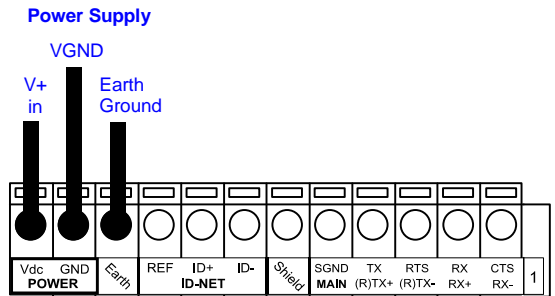 Power Supply
VGND
V+
in
Earth
Ground
Vdc GND
POWER
Earth
REF ID+ ID-
ID-NET
Shield
SGND TX RTS RX CTS
MAIN (R)TX+ (R)TX- RX+ RX-
1